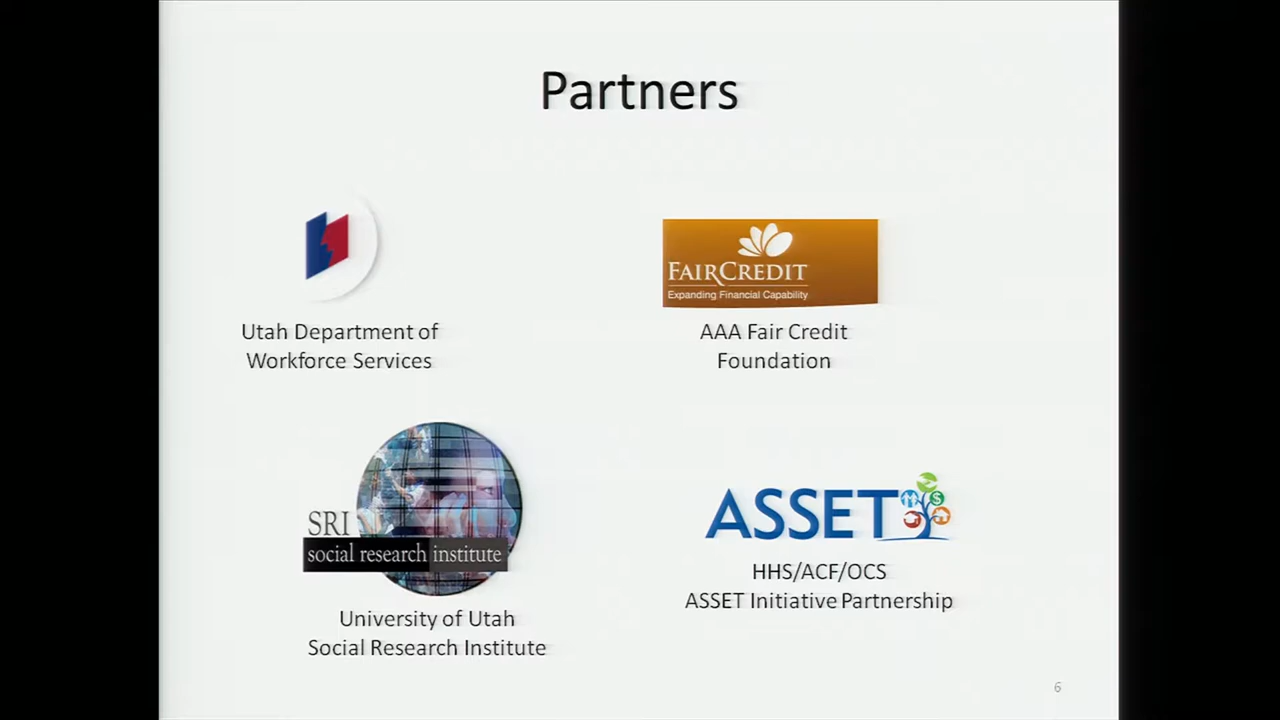 Partners
Utah Department of
Workforce Services
FAIRCREDIT
Expanding Financial Capability
AAA Fair Credit
Foundation
SRI
social research institute
University of Utah
Social Research Institute
ASSET
$
HHS/ACF/OCS
ASSET Initiative Partnership
6